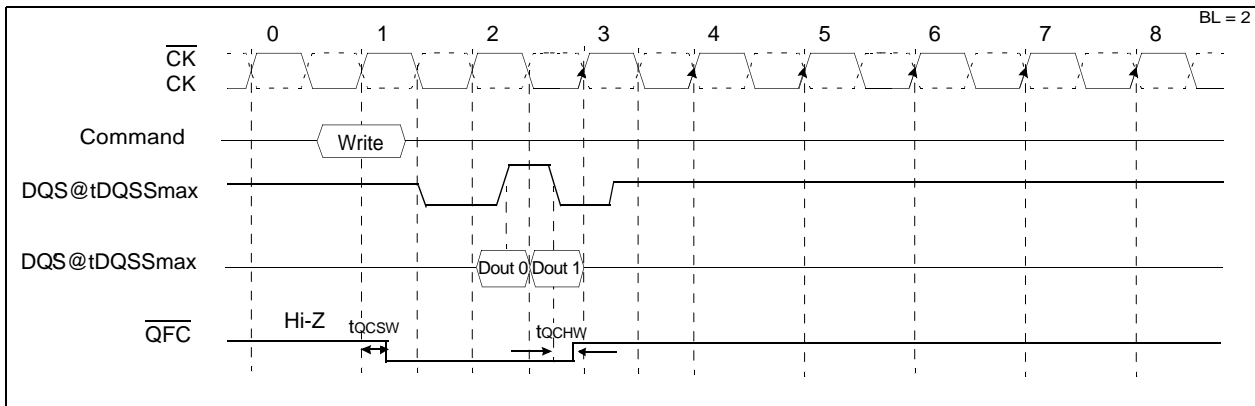 BL = 2
0 1 2 3 4 5 6 7 8
CK
CK
Command
Write
DQS@tDQSSmax
DQS@tDQSSmax
Dout 0
Dout 1
Hi-Z
tQCSW
tQCHW
QFC